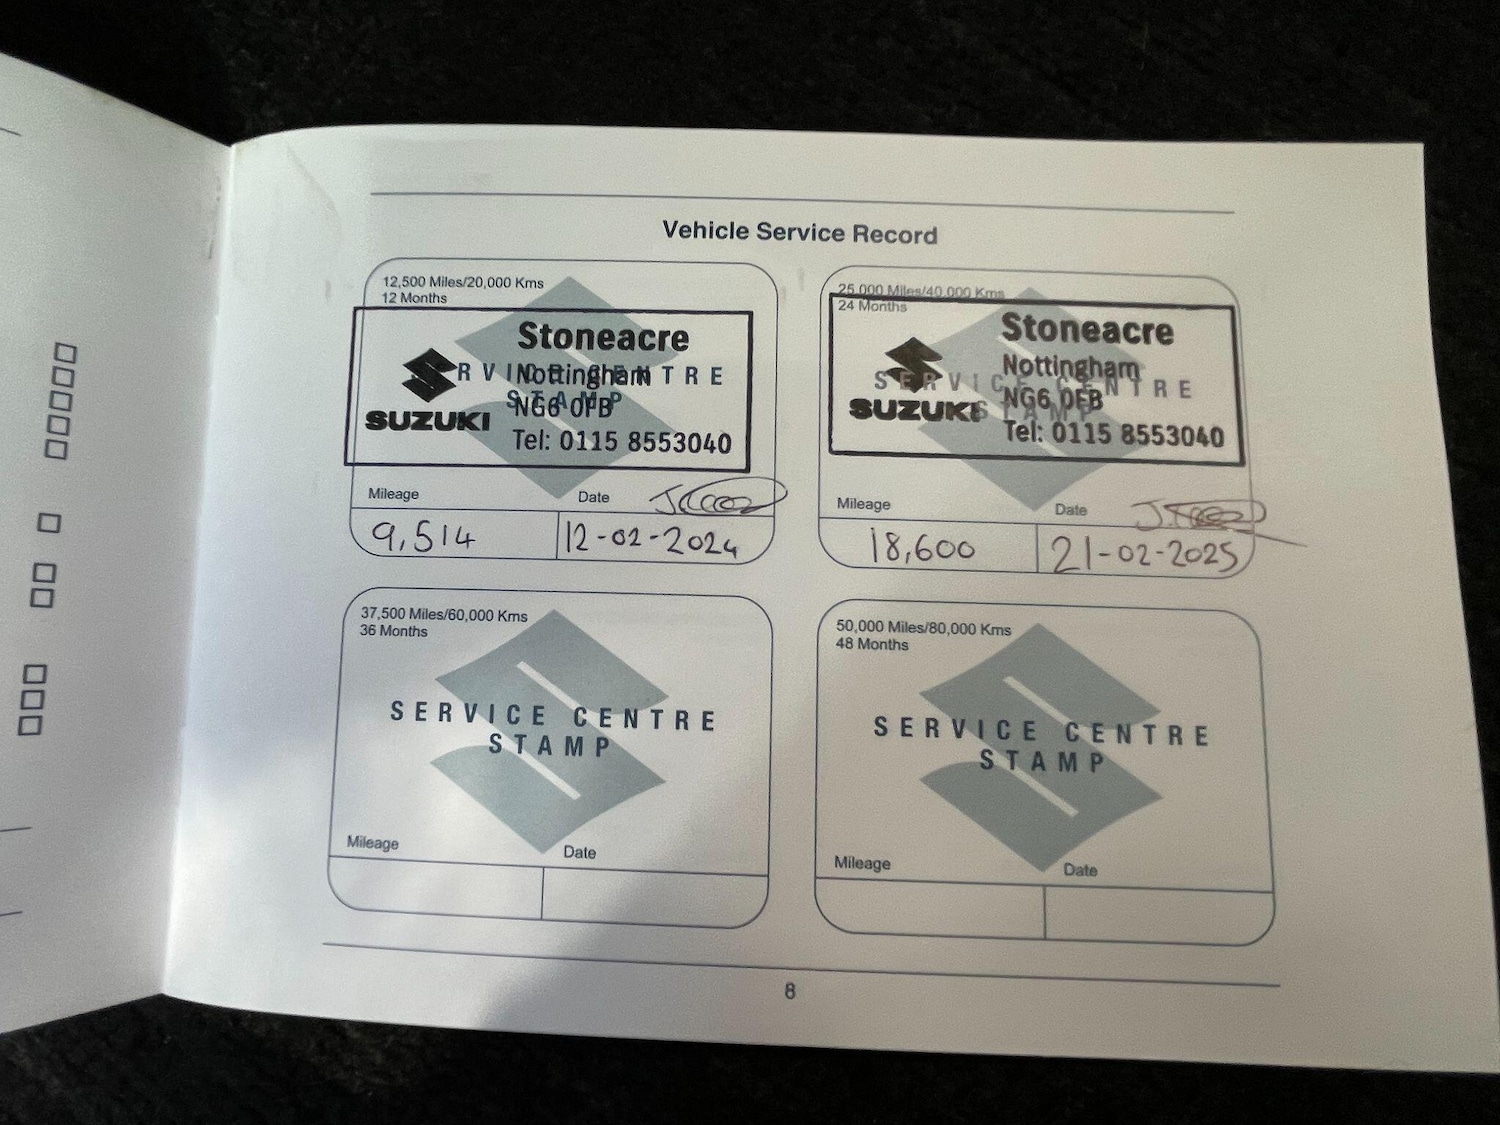 Vehicle Service Record
12,500 Miles/20,000 Kms
12 Months
Stoneacre
SERVICE CENTRE
Nottingham
STAMP
NG6 0FB
SUZUKI
Tel: 0115 8553040
Mileage
Date
9,514
12-02-2024
25,000 Miles/40,000 Kms
24 Months
Stoneacre
Nottingham
SERVICE CENTRE
NG6 0FB
STAMP
SUZUKI
Tel: 0115 8553040
Mileage
Date
18,600
21-02-2025
37,500 Miles/60,000 Kms
36 Months
SERVICE CENTRE
STAMP
Mileage
Date
50,000 Miles/80,000 Kms
48 Months
SERVICE CENTRE
STAMP
Mileage
Date
8